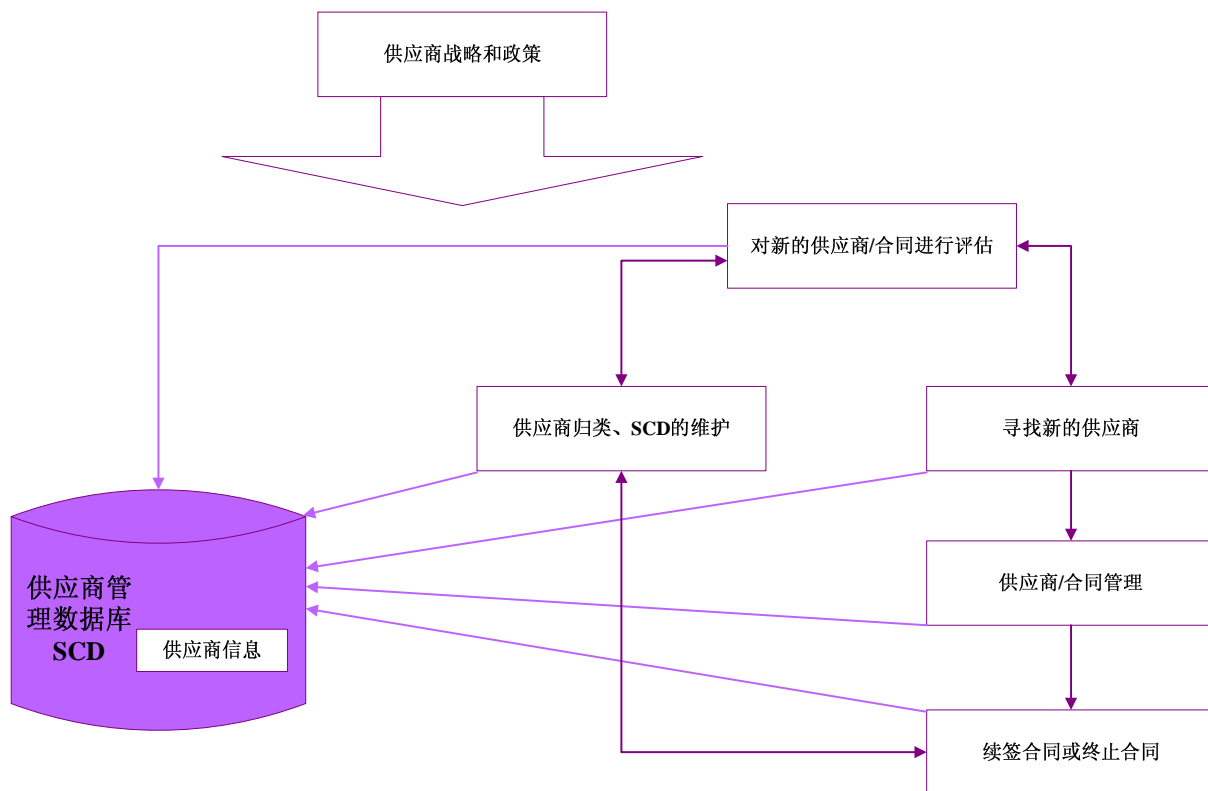 供应商战略和政策
对新的供应商/合同进行评估
供应商归类、SCD的维护
寻找新的供应商
供应商管
理数据库
SCD
供应商信息
供应商/合同管理
续签合同或终止合同